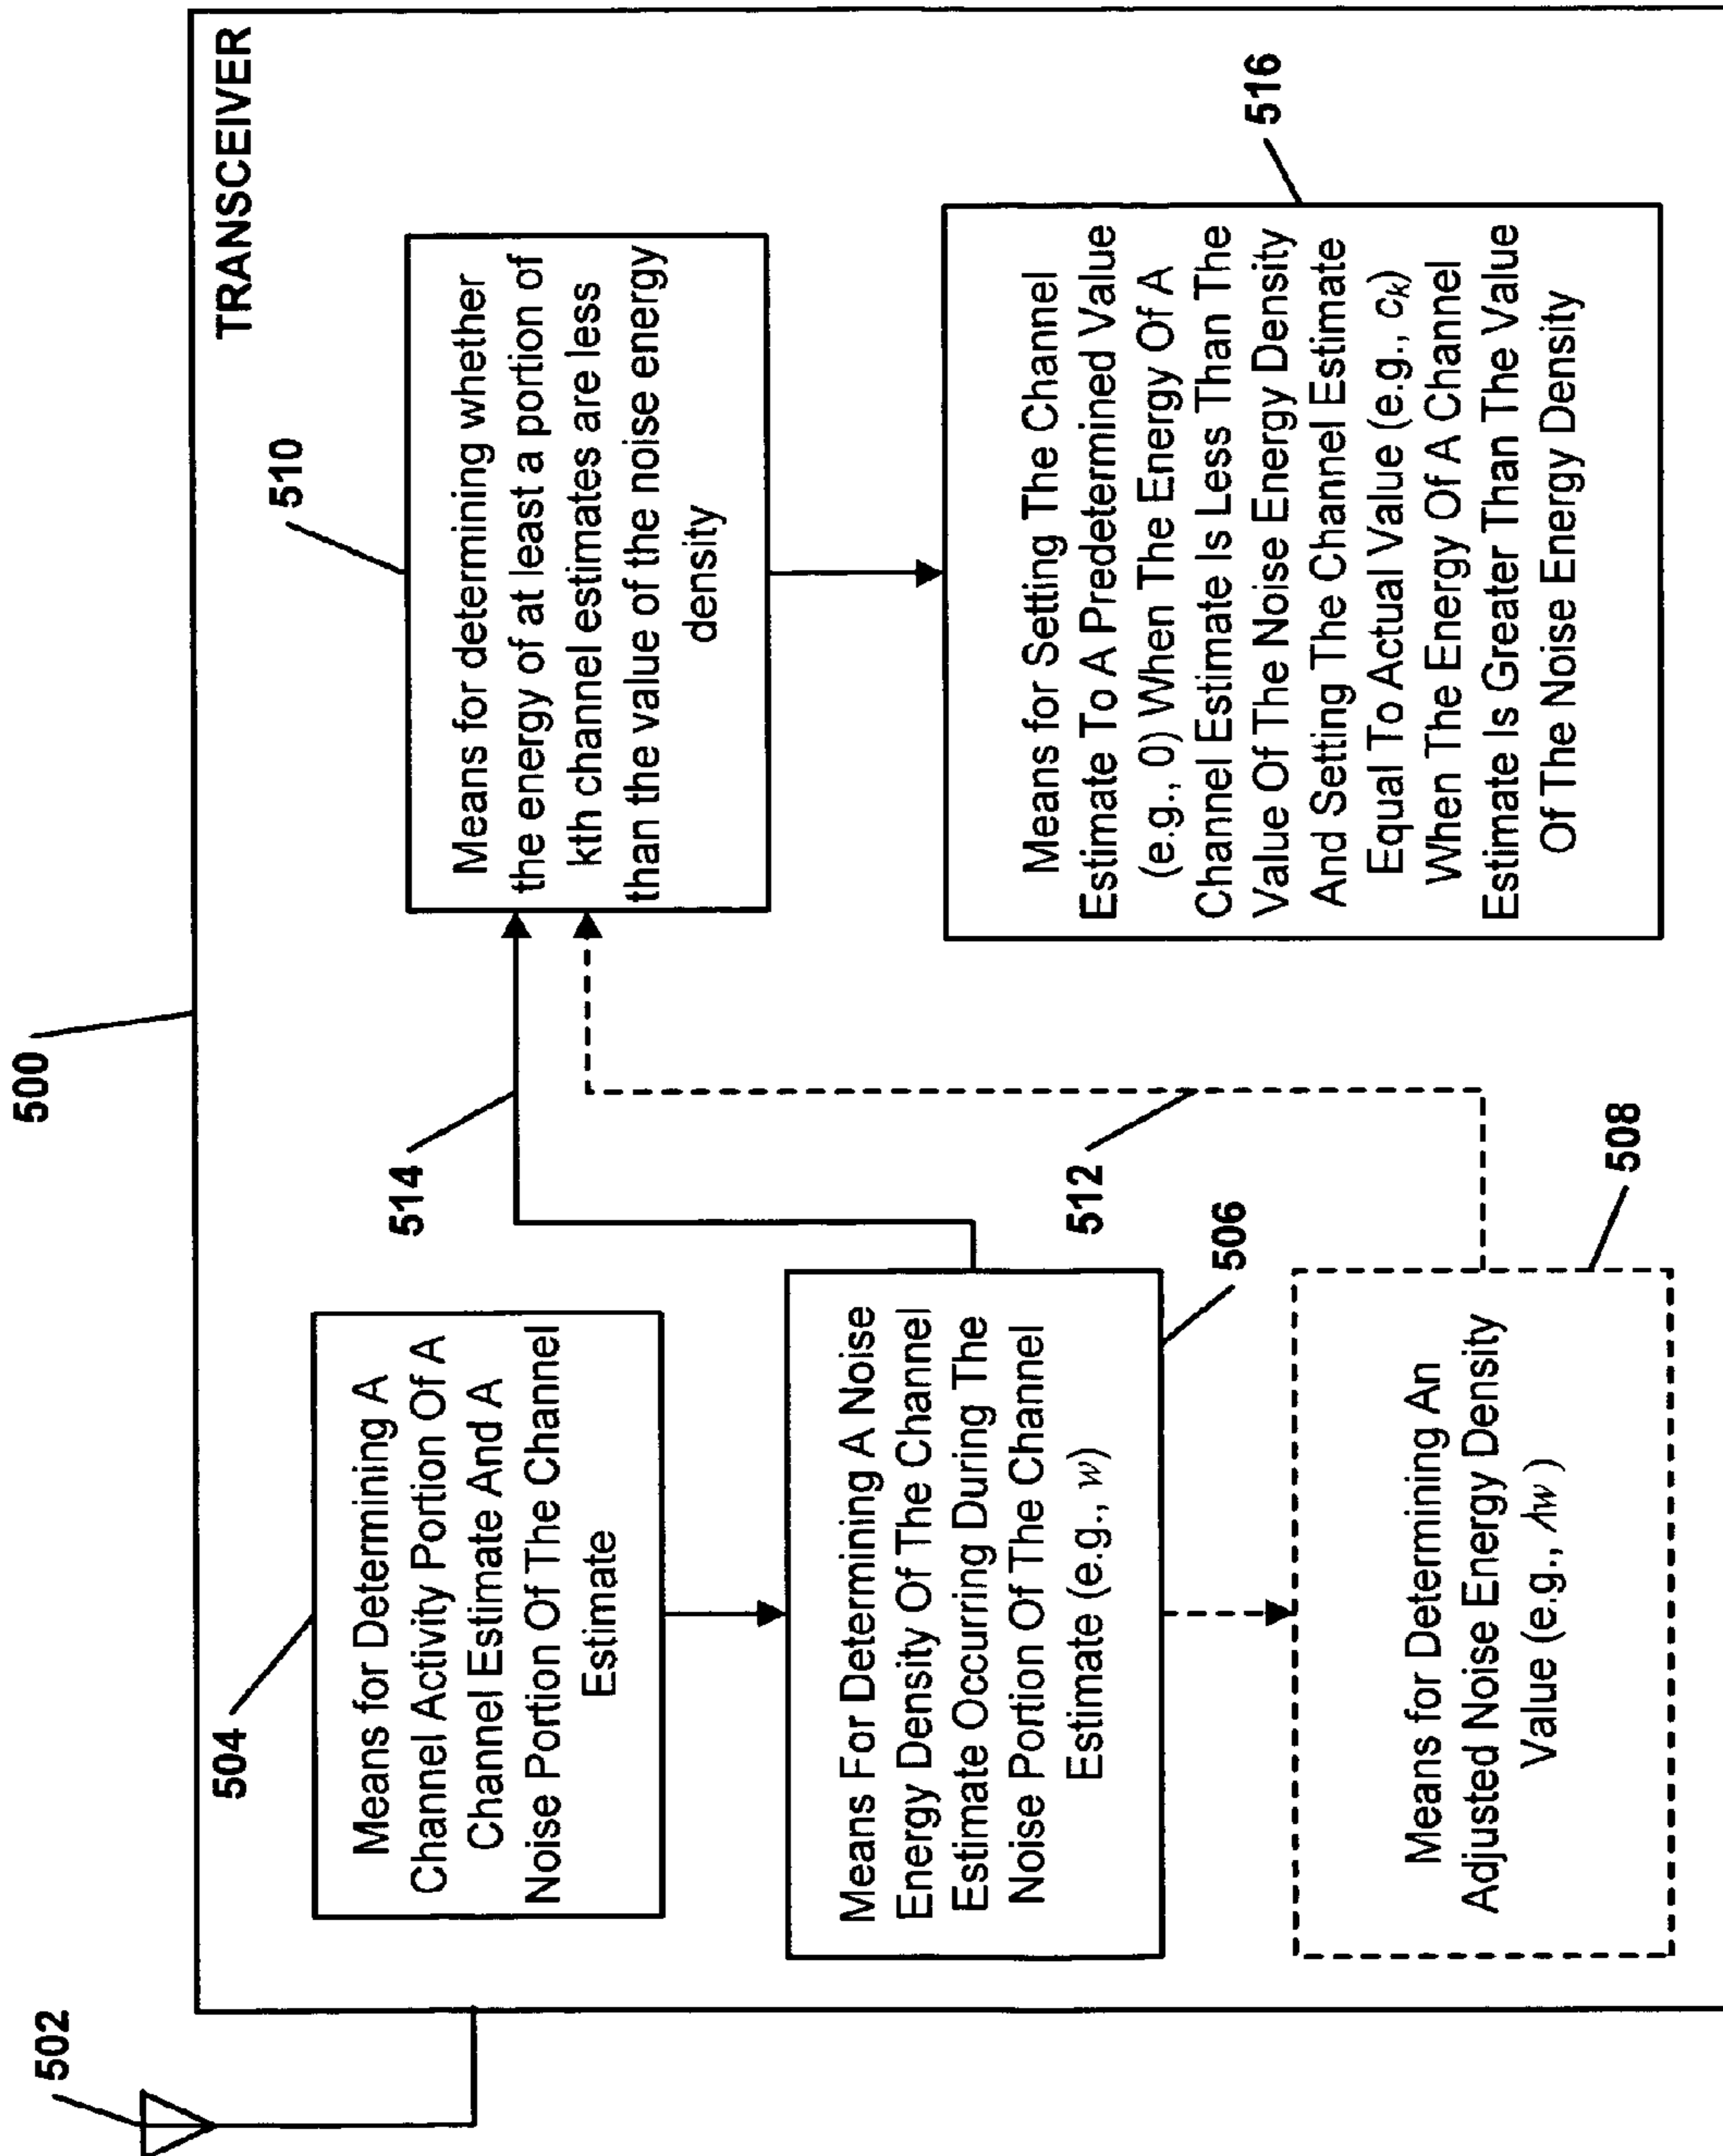 500
502
TRANSCEIVER
504
Means for Determining A
Channel Activity Portion Of A
Channel Estimate And A
Noise Portion Of The Channel
Estimate
514
510
Means for determining whether
the energy of at least a portion of
kth channel estimates are less
than the value of the noise energy
density
Means For Determining A Noise
Energy Density Of The Channel
Estimate Occurring During The
Noise Portion Of The Channel
Estimate (e.g., w)
506
512
516
Means for Setting The Channel
Estimate To A Predetermined Value
(e.g., 0) When The Energy Of A
Channel Estimate Is Less Than The
Value Of The Noise Energy Density
And Setting The Channel Estimate
Equal To Actual Value (e.g., ck)
When The Energy Of A Channel
Estimate Is Greater Than The Value
Of The Noise Energy Density
Means for Determining An
Adjusted Noise Energy Density
Value (e.g., λw)
508